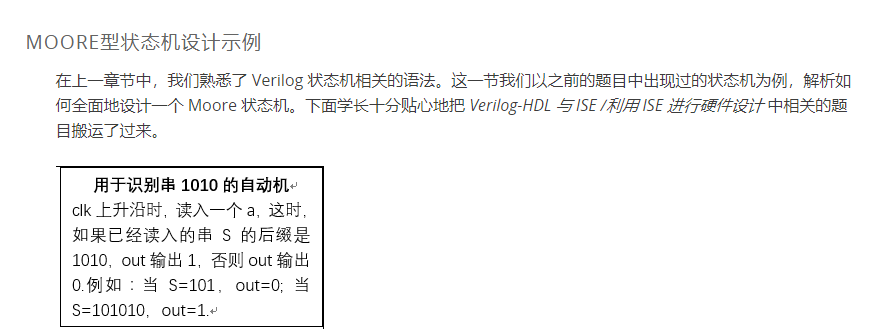 MOORE型状态机设计示例
在上一章节中，我们熟悉了 Verilog 状态机相关的语法。这一节我们以之前的题目中出现过的状态机为例，解析如
何全面地设计一个 Moore 状态机。下面学长十分贴心地把 Verilog-HDL 与 ISE /利用 ISE 进行硬件设计 中相关的题
目搬运了过来。
用于识别串 1010 的自动机↵
clk 上升沿时, 读入一个 a, 这时,
如果已经读入的串 S 的后缀是
1010, out 输出 1, 否则 out 输出
0.例如：当 S=101, out=0; 当
S=101010, out=1.↵